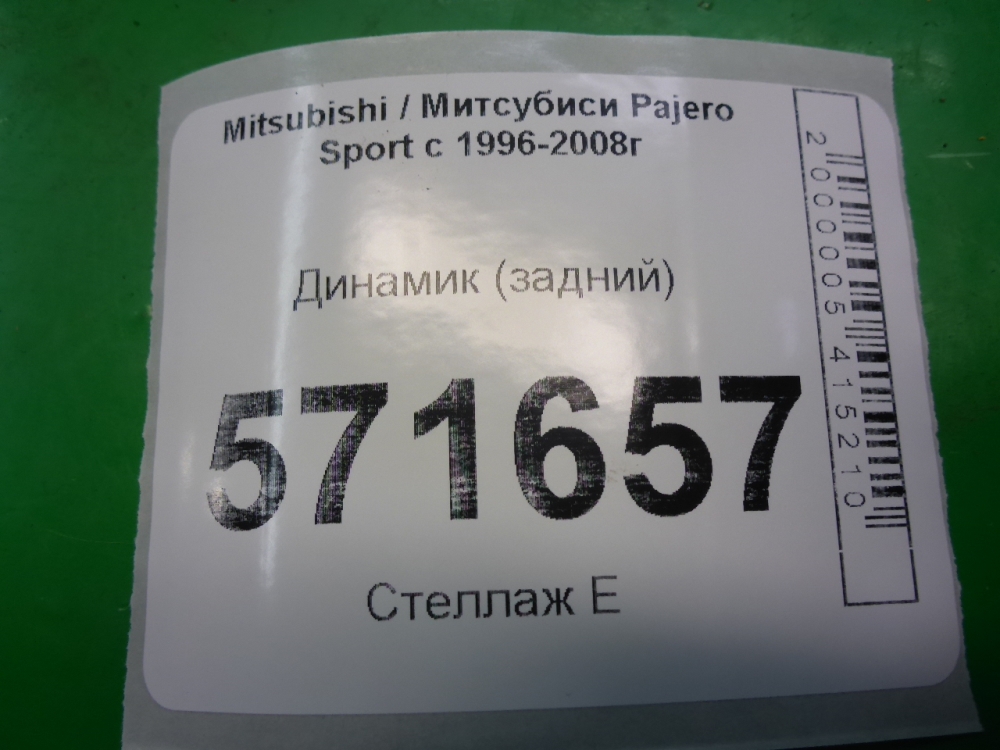 Mitsubishi / Митсубиси Pajero
Sport с 1996-2008г
Динамик (задний)
571657
Стеллаж Е
2000005415210